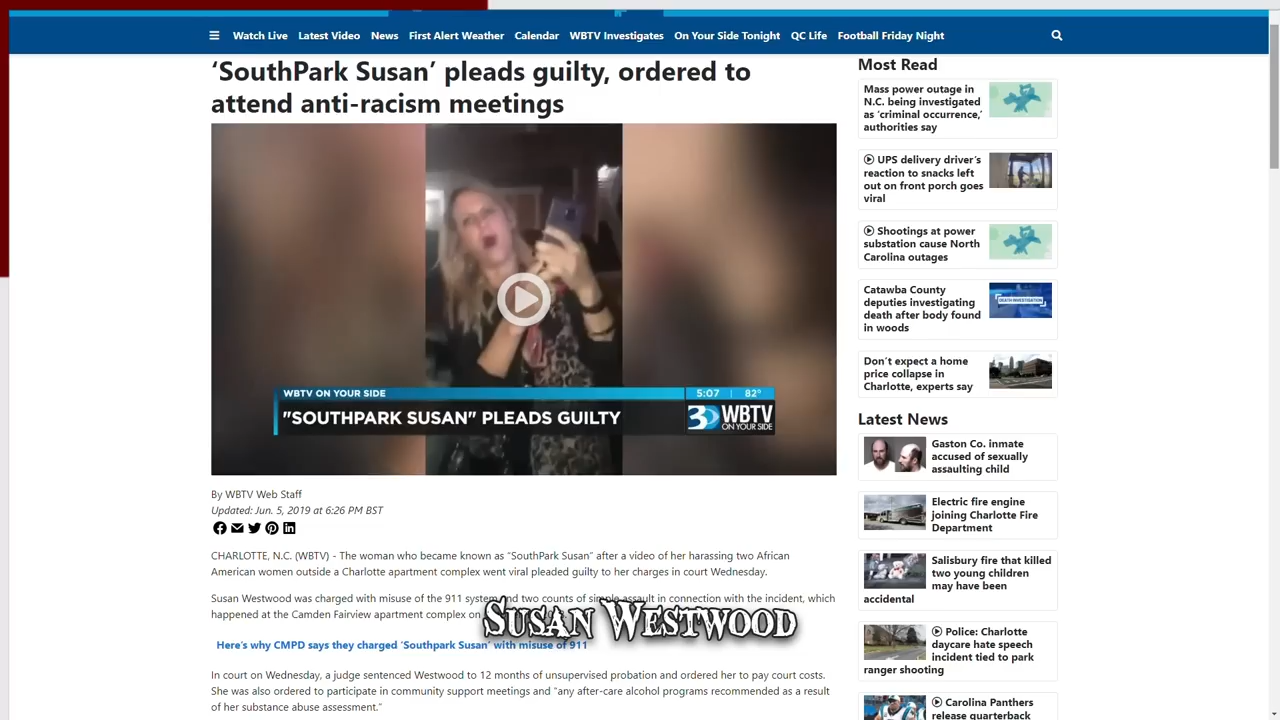 Watch Live Latest Video News First Alert Weather Calendar WBTV Investigates On Your Side Tonight QC Life Football Friday Night
‘SouthPark Susan’ pleads guilty, ordered to
attend anti-racism meetings
WBTV ON YOUR SIDE
5:07 | 82°
"SOUTHPARK SUSAN" PLEADS GUILTY
3 WBTV
ON YOUR SIDE
By WBTV Web Staff
Updated: Jun. 5, 2019 at 6:26 PM BST
CHARLOTTE, N.C. (WBTV) - The woman who became known as “SouthPark Susan” after a video of her harassing two African
American women outside a Charlotte apartment complex went viral pleaded guilty to her charges in court Wednesday.
Susan Westwood was charged with misuse of the 911 system and two counts of simple assault in connection with the incident, which
happened at the Camden Fairview apartment complex on
Susan Westwood
Here’s why CMPD says they charged ‘Southpark Susan’ with misuse of 911
In court on Wednesday, a judge sentenced Westwood to 12 months of unsupervised probation and ordered her to pay court costs.
She was also ordered to participate in community support meetings and “any after-care alcohol programs recommended as a result
of her substance abuse assessment.”
Most Read
Mass power outage in
N.C. being investigated
as ‘criminal occurrence,’
authorities say
UPS delivery driver’s
reaction to snacks left
out on front porch goes
viral
Shootings at power
substation cause North
Carolina outages
Catawba County
deputies investigating
death after body found
in woods
DEATH INVESTIGATION
Don’t expect a home
price collapse in
Charlotte, experts say
Latest News
Gaston Co. inmate
accused of sexually
assaulting child
Electric fire engine
joining Charlotte Fire
Department
Salisbury fire that killed
two young children
may have been
accidental
Police: Charlotte
daycare hate speech
incident tied to park
ranger shooting
Carolina Panthers
release quarterback